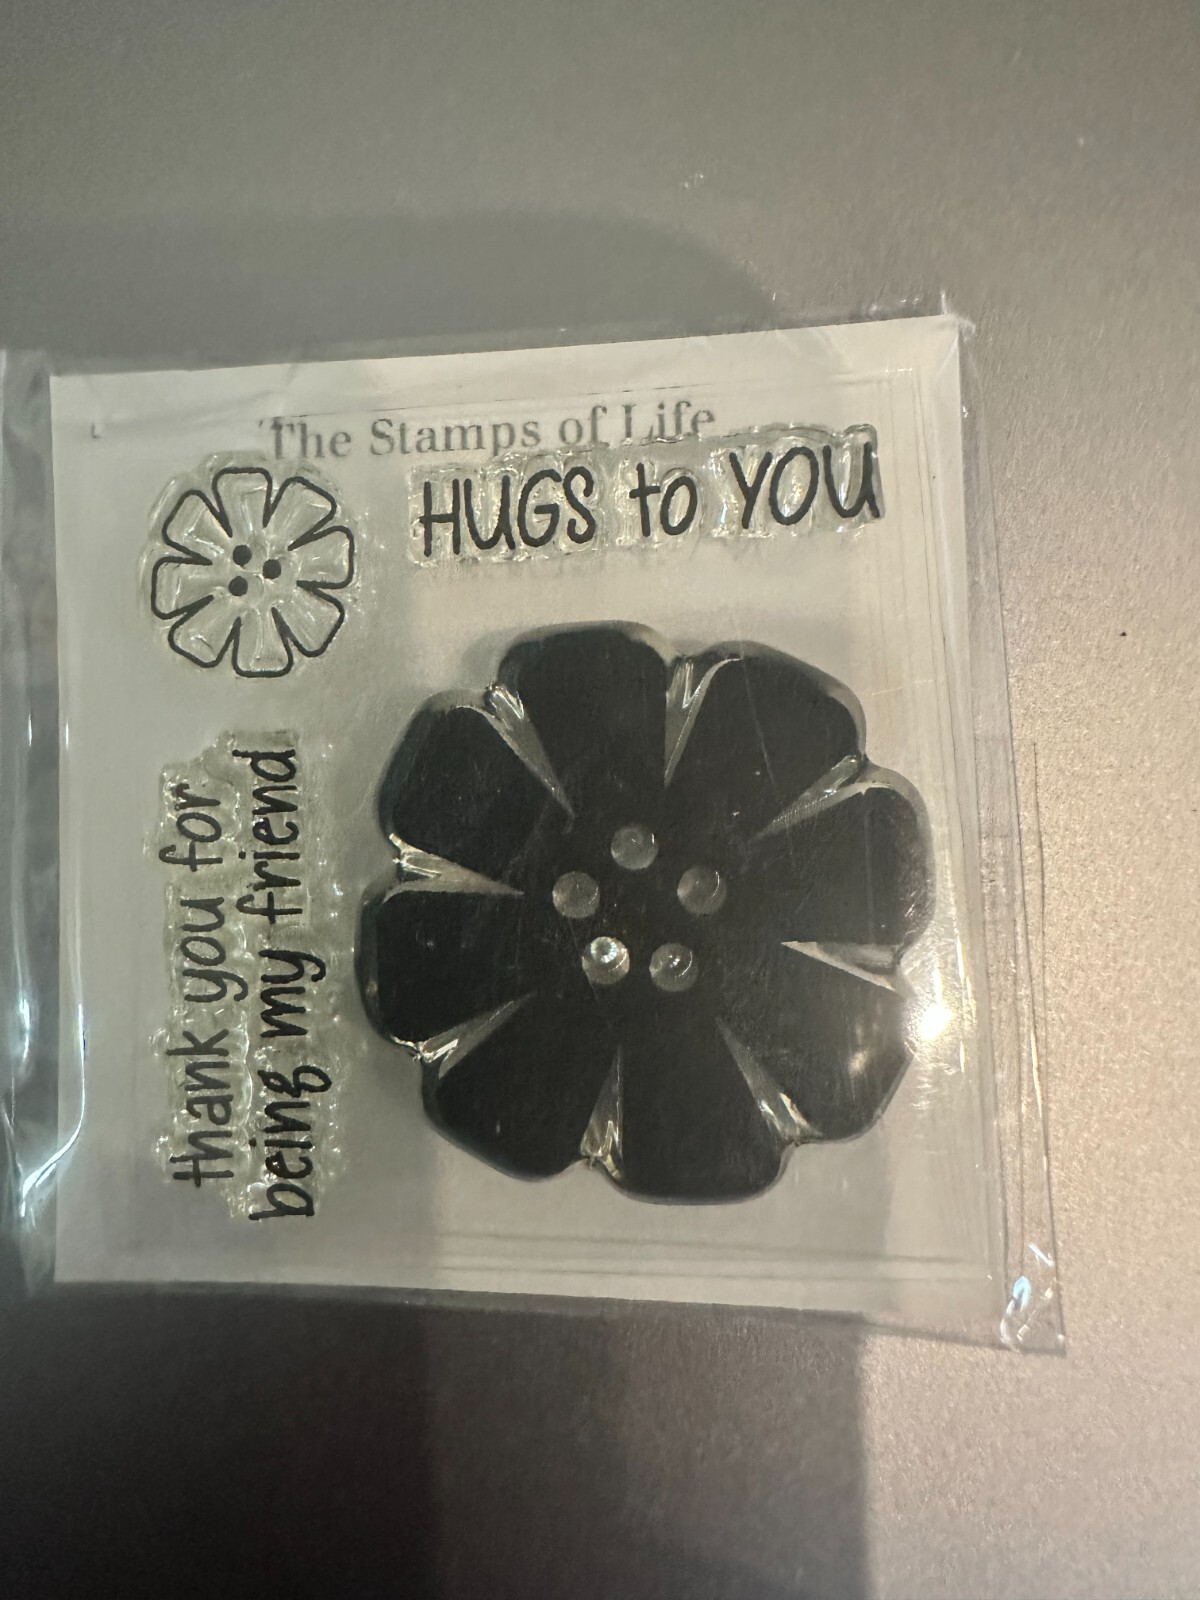 The Stamps of Life
HUGS to YOU
thank you for
being my friend